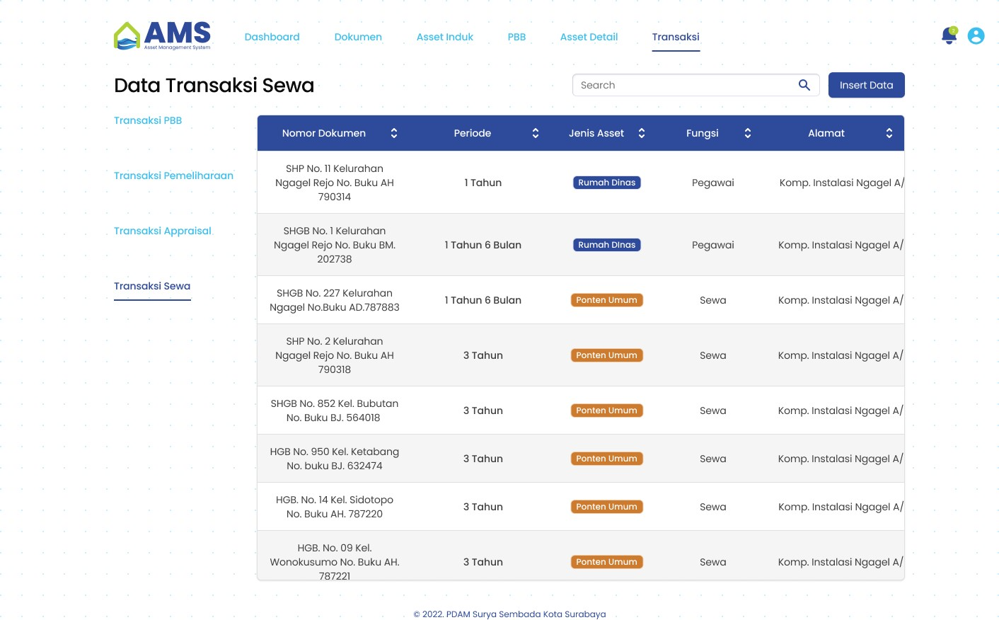 AMS
Asset Management System
Dashboard
Dokumen
Asset Induk
PBB
Asset Detail
Transaksi
2
Data Transaksi Sewa
Search
Insert Data
Transaksi PBB
Transaksi Pemeliharaan
Transaksi Appraisal
Transaksi Sewa
Nomor Dokumen
Periode
Jenis Asset
Fungsi
Alamat
SHP No. 11 Kelurahan
Ngagel Rejo No. Buku AH
790314
1 Tahun
Rumah Dinas
Pegawai
Komp. Instalasi Ngagel A/
SHGB No. 1 Kelurahan
Ngagel Rejo No. Buku BM.
202738
1 Tahun 6 Bulan
Rumah DInas
Pegawai
Komp. Instalasi Ngagel A/
SHGB No. 227 Kelurahan
Ngagel No.Buku AD.787883
1 Tahun 6 Bulan
Ponten Umum
Sewa
Komp. Instalasi Ngagel A/
SHP No. 2 Kelurahan
Ngagel Rejo No. Buku AH
790318
3 Tahun
Ponten Umum
Sewa
Komp. Instalasi Ngagel A/
SHGB No. 852 Kel. Bubutan
No. Buku BJ. 564018
3 Tahun
Ponten Umum
Sewa
Komp. Instalasi Ngagel A/
HGB No. 950 Kel. Ketabang
No. buku BJ. 632474
3 Tahun
Ponten Umum
Sewa
Komp. Instalasi Ngagel A/
HGB. No. 14 Kel. Sidotopo
No. Buku AH. 787220
3 Tahun
Ponten Umum
Sewa
Komp. Instalasi Ngagel A/
HGB. No. 09 Kel.
Wonokusumo No. Buku AH.
787221
3 Tahun
Ponten Umum
Sewa
Komp. Instalasi Ngagel A/
© 2022. PDAM Surya Sembada Kota Surabaya